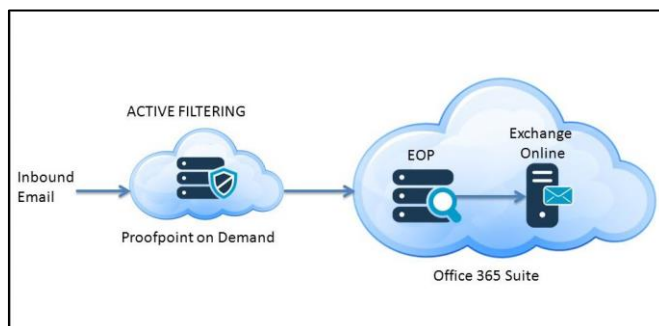 ACTIVE FILTERING
Inbound
Email
Proofpoint on Demand
EOP
Exchange
Online
Office 365 Suite